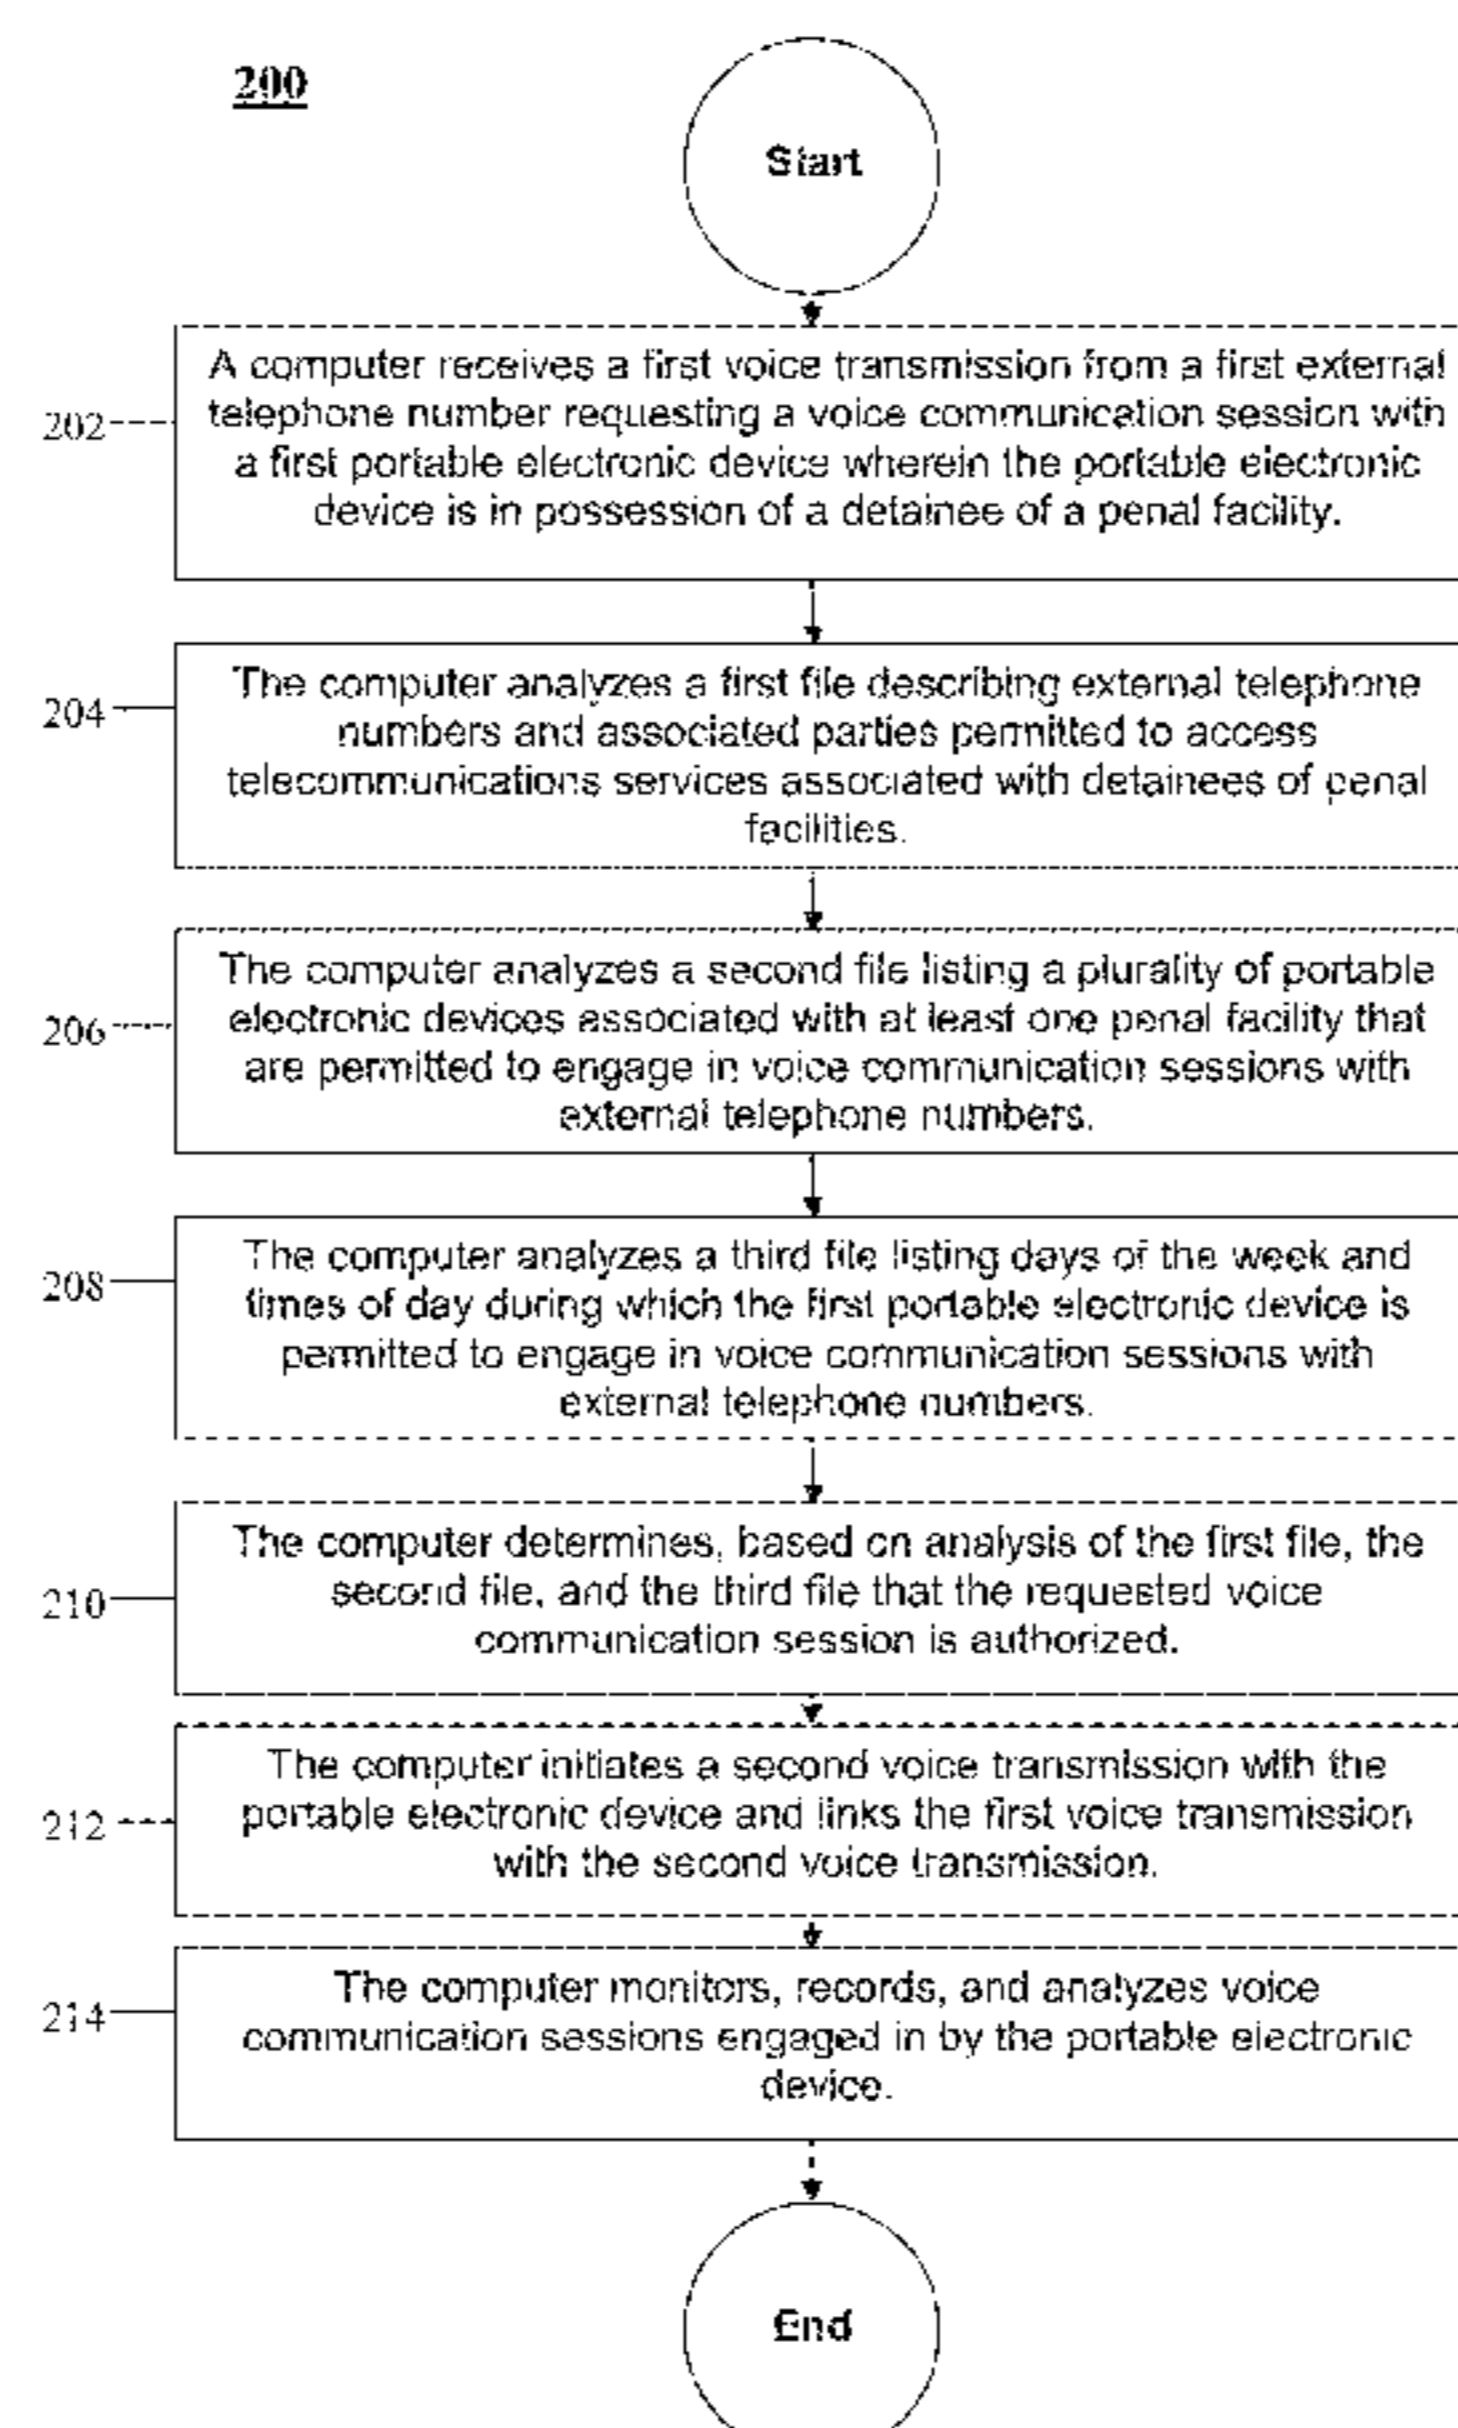 200
Start
A computer receives a first voice transmission from a first external
telephone number requesting a voice communication session with
a first portable electronic device wherein the portable electronic
device is in possession of a detainee of a penal facility.
202
The computer analyzes a first file describing external telephone
numbers and associated parties permitted to access
telecommunications services associated with detainees of penal
facilities.
204
The computer analyzes a second file listing a plurality of portable
electronic devices associated with at least one penal facility that
are permitted to engage in voice communication sessions with
external telephone numbers.
206
The computer analyzes a third file listing days of the week and
times of day during which the first portable electronic device is
permitted to engage in voice communication sessions with
external telephone numbers.
208
The computer determines, based on analysis of the first file, the
second file, and the third file that the requested voice
communication session is authorized.
210
The computer initiates a second voice transmission with the
portable electronic device and links the first voice transmission
with the second voice transmission.
212
The computer monitors, records, and analyzes voice
communication sessions engaged in by the portable electronic
device.
214
End